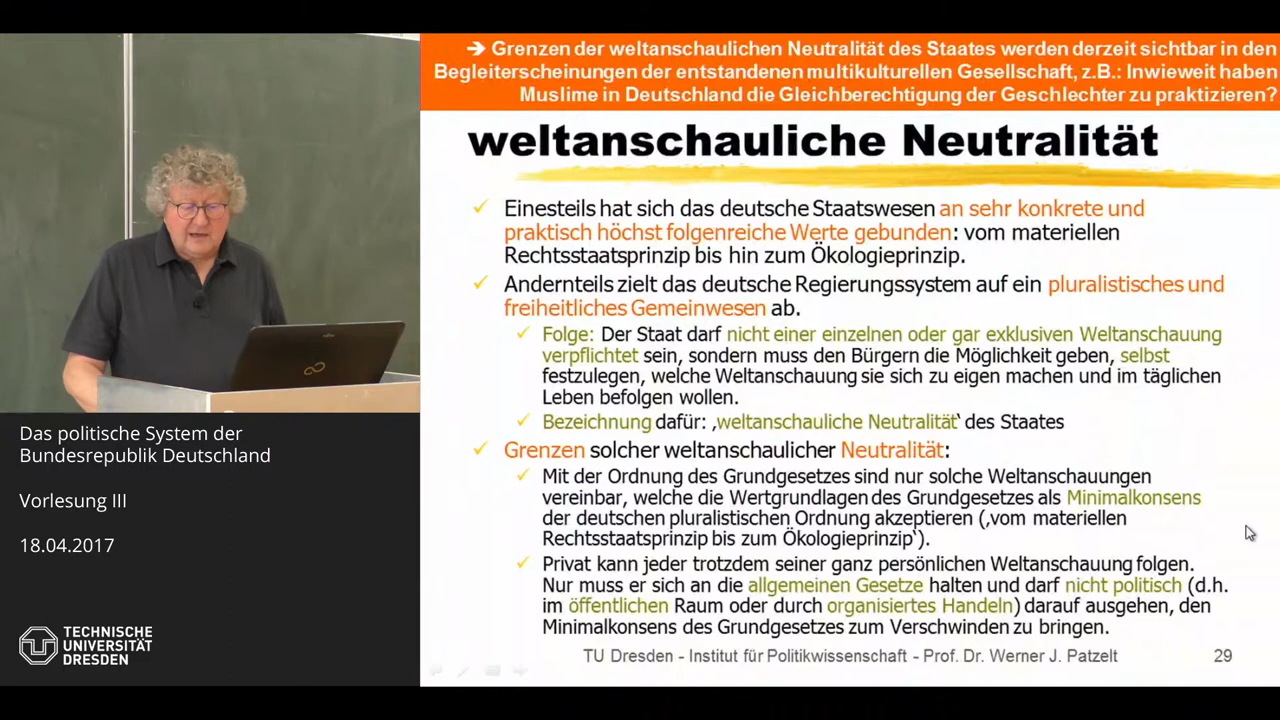 ➔ Grenzen der weltanschaulichen Neutralität des Staates werden derzeit sichtbar in den
Begleiterscheinungen der entstandenen multikulturellen Gesellschaft, z.B.: Inwieweit haben
Muslime in Deutschland die Gleichberechtigung der Geschlechter zu praktizieren?
weltanschauliche Neutralität
Einesteils hat sich das deutsche Staatswesen an sehr konkrete und
praktisch höchst folgenreiche Werte gebunden: vom materiellen
Rechtsstaatsprinzip bis hin zum Ökologieprinzip.
Andernteils zielt das deutsche Regierungssystem auf ein pluralistisches und
freiheitliches Gemeinwesen ab.
Folge: Der Staat darf nicht einer einzelnen oder gar exklusiven Weltanschauung
verpflichtet sein, sondern muss den Bürgern die Möglichkeit geben, selbst
festzulegen, welche Weltanschauung sie sich zu eigen machen und im täglichen
Leben befolgen wollen.
Bezeichnung dafür: ‚weltanschauliche Neutralität‘ des Staates
Grenzen solcher weltanschaulicher Neutralität:
Mit der Ordnung des Grundgesetzes sind nur solche Weltanschauungen
vereinbar, welche die Wertgrundlagen des Grundgesetzes als Minimalkonsens
der deutschen pluralistischen Ordnung akzeptieren (‚vom materiellen
Rechtsstaatsprinzip bis zum Ökologieprinzip‘).
Privat kann jeder trotzdem seiner ganz persönlichen Weltanschauung folgen.
Nur muss er sich an die allgemeinen Gesetze halten und darf nicht politisch (d.h.
im öffentlichen Raum oder durch organisiertes Handeln) darauf ausgehen, den
Minimalkonsens des Grundgesetzes zum Verschwinden zu bringen.
TU Dresden - Institut für Politikwissenschaft - Prof. Dr. Werner J. Patzelt 29
Das politische System der
Bundesrepublik Deutschland
Vorlesung III
18.04.2017
TECHNISCHE
UNIVERSITÄT
DRESDEN